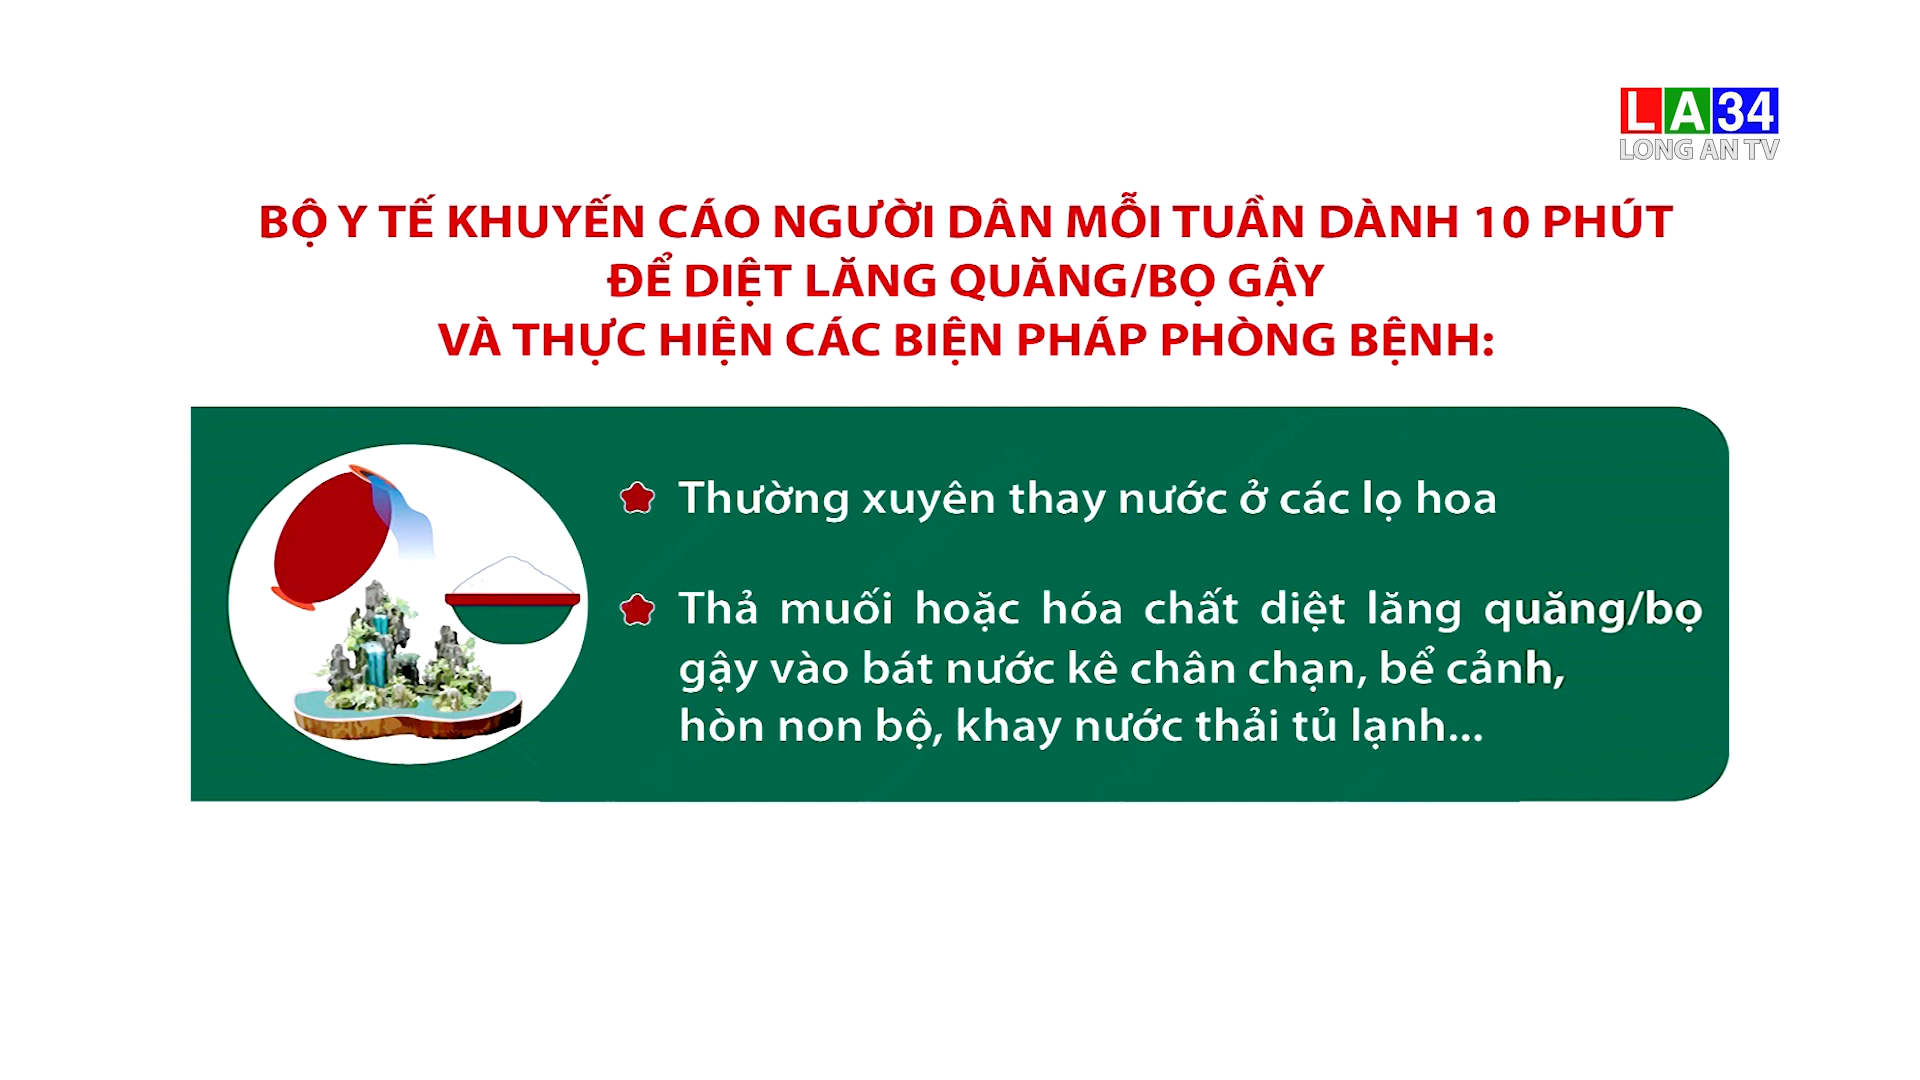 LA34
LONG AN TV
BỘ Y TẾ KHUYẾN CÁO NGƯỜI DÂN MỖI TUẦN DÀNH 10 PHÚT
ĐỂ DIỆT LĂNG QUĂNG/BỌ GẬY
VÀ THỰC HIỆN CÁC BIỆN PHÁP PHÒNG BỆNH:
Thường xuyên thay nước ở các lọ hoa
Thả muối hoặc hóa chất diệt lăng quăng/bọ
gậy vào bát nước kê chân chạn, bể cảnh,
hòn non bộ, khay nước thải tủ lạnh...